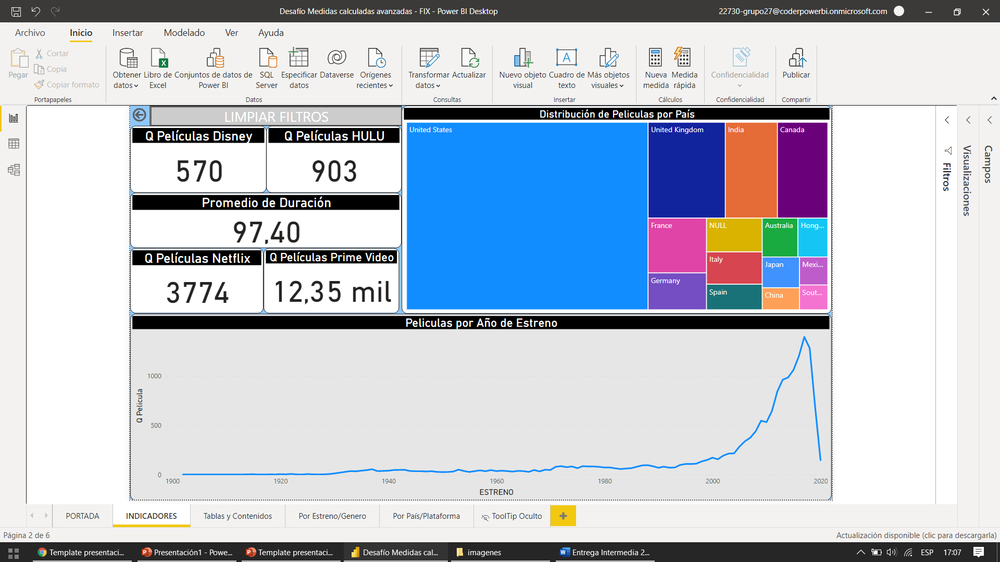 Desafío Medidas calculadas avanzadas - FIX - Power BI Desktop
22730-grupo27@coderpowerbi.onmicrosoft.com
Archivo
Inicio
Insertar
Modelado
Ver
Ayuda
Pegar
Cortar
Copia
Copiar formato
Portapapeles
Obtener
datos
Libro de
Excel
Conjuntos de datos de
Power BI
SQL
Server
Especificar
datos
Dataverse
Orígenes
recientes
Datos
Transformar
datos
Actualizar
Consultas
Nuevo objeto
visual
Cuadro de
texto
Más objetos
visuales
Insertar
Nueva
medida
Medida
rápida
Cálculos
Confidencialidad
Confidencialidad
Publicar
Compartir
LIMPIAR FILTROS
Q Películas Disney
570
Q Películas HULU
903
Promedio de Duración
97,40
Q Películas Netflix
3774
Q Películas Prime Video
12,35 mil
Distribución de Peliculas por País
United States
United Kingdom
India
Canada
France
NULL
Australia
Hong...
Italy
Japan
Mexi...
Germany
Spain
China
Sout...
Peliculas por Año de Estreno
Q Pelicula
1000
500
0
1900
1920
1940
1960
1980
2000
2020
ESTRENO
Filtros
Visualizaciones
Campos
PORTADA
INDICADORES
Tablas y Contenidos
Por Estreno/Genero
Por País/Plataforma
ToolTip Oculto
Página 2 de 6
Actualización disponible (clic para descargarla)
Template presentaci...
Presentación1 - Powe...
Template presentaci...
Desafío Medidas cal...
imagenes
Entrega Intermedia 2...
ESP
17:07